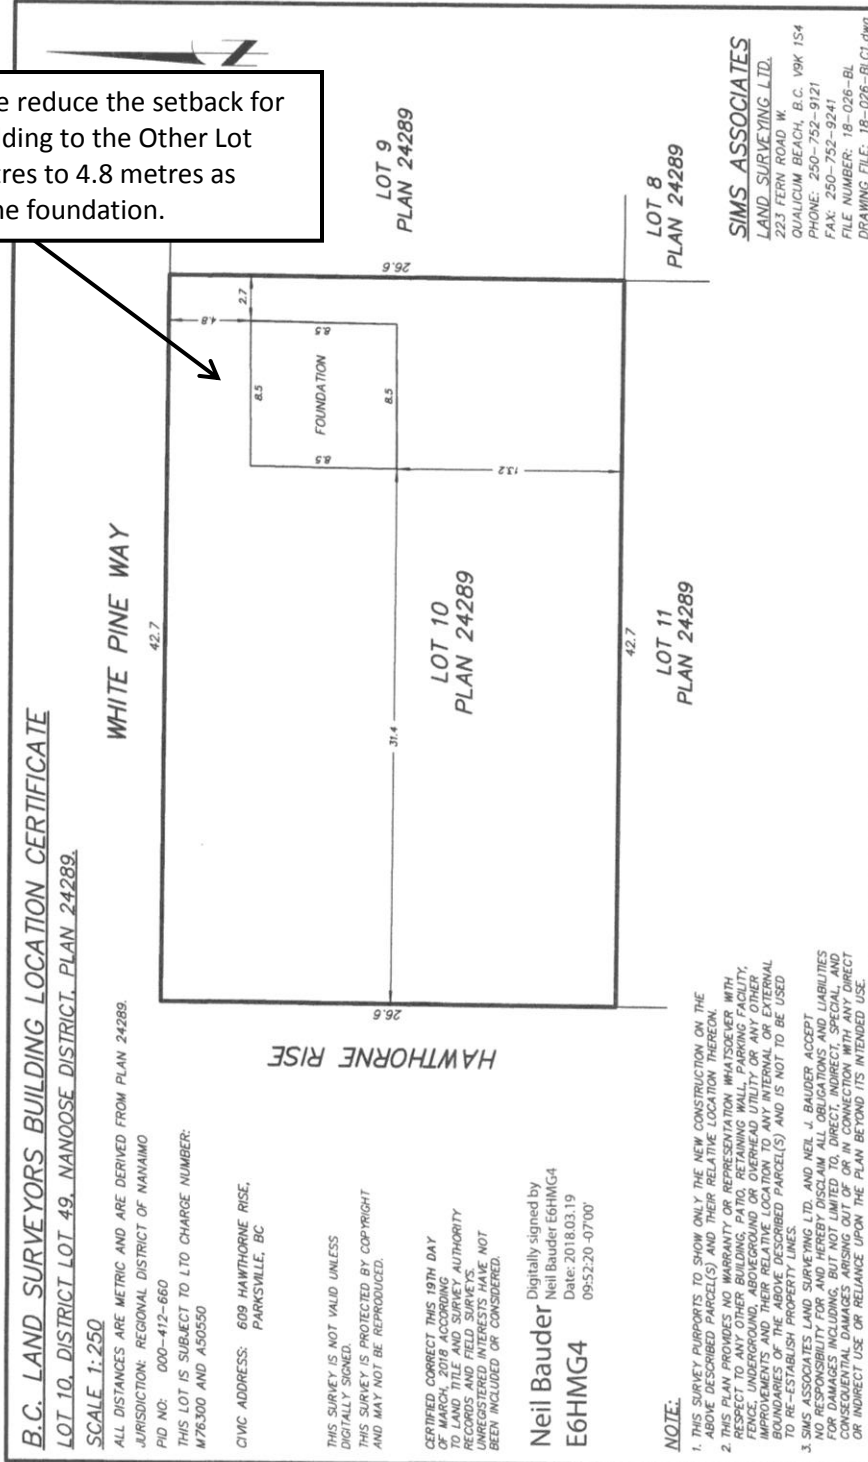 e reduce the setback for
ding to the Other Lot
tres to 4.8 metres as
ne foundation.
B.C. LAND SURVEYORS BUILDING LOCATION CERTIFICATE
LOT 10, DISTRICT LOT 49, NANOOSE DISTRICT, PLAN 24289.
SCALE 1:250
ALL DISTANCES ARE METRIC AND ARE DERIVED FROM PLAN 24289.
JURISDICTION: REGIONAL DISTRICT OF NANAIMO
PID NO: 000-412-660
THIS LOT IS SUBJECT TO LTO CHARGE NUMBER:
M76300 AND A50550
CIVIC ADDRESS: 609 HAWTHORNE RISE,
PARKSVILLE, BC
THIS SURVEY IS NOT VALID UNLESS
DIGITALLY SIGNED.
THIS SURVEY IS PROTECTED BY COPYRIGHT
AND MAY NOT BE REPRODUCED.
CERTIFIED CORRECT THIS 19TH DAY
OF MARCH, 2018 ACCORDING
TO LAND TITLE AND SURVEY AUTHORITY
RECORDS AND FIELD SURVEYS.
UNREGISTERED INTERESTS HAVE NOT
BEEN INCLUDED OR CONSIDERED.
Neil Bauder
E6HMG4
Digitally signed by
Neil Bauder E6HMG4
Date: 2018.03.19
09:52:20 -07'00'
NOTE:
1. THIS SURVEY PURPORTS TO SHOW ONLY THE NEW CONSTRUCTION ON THE
ABOVE DESCRIBED PARCEL(S) AND THEIR RELATIVE LOCATION THEREON.
2. THIS PLAN PROVIDES NO WARRANTY OR REPRESENTATION WHATSOEVER WITH
RESPECT TO ANY OTHER BUILDING, PATIO, RETAINING WALL, PARKING FACILITY,
FENCE, UNDERGROUND, ABOVEGROUND OR OVERHEAD UTILITY OR ANY OTHER
IMPROVEMENTS AND THEIR RELATIVE LOCATION TO ANY INTERNAL OR EXTERNAL
BOUNDARIES OF THE ABOVE DESCRIBED PARCEL(S) AND IS NOT TO BE USED
TO RE-ESTABLISH PROPERTY LINES.
3. SIMS ASSOCIATES LAND SURVEYING LTD. AND NEIL J. BAUDER ACCEPT
NO RESPONSIBILITY FOR AND HEREBY DISCLAIM ALL OBLIGATIONS AND LIABILITIES
FOR DAMAGES INCLUDING, BUT NOT LIMITED TO, DIRECT, INDIRECT, SPECIAL, AND
CONSEQUENTIAL DAMAGES ARISING OUT OF OR IN CONNECTION WITH ANY DIRECT
OR INDIRECT USE OR RELIANCE UPON THE PLAN BEYOND ITS INTENDED USE.
WHITE PINE WAY
42.7
HAWTHORNE RISE
26.6
31.4
LOT 10
PLAN 24289
4.8
2.7
8.5
8.5
FOUNDATION
8.5
8.5
13.2
26.6
42.7
LOT 11
PLAN 24289
LOT 9
PLAN 24289
LOT 8
PLAN 24289
SIMS ASSOCIATES
LAND SURVEYING LTD.
223 FERN ROAD W.
QUALICUM BEACH, B.C. V9K 1S4
PHONE: 250-752-9121
FAX: 250-752-9241
FILE NUMBER: 18-026-BL
DRAWING FILE: 18-026-BLC1.dwg